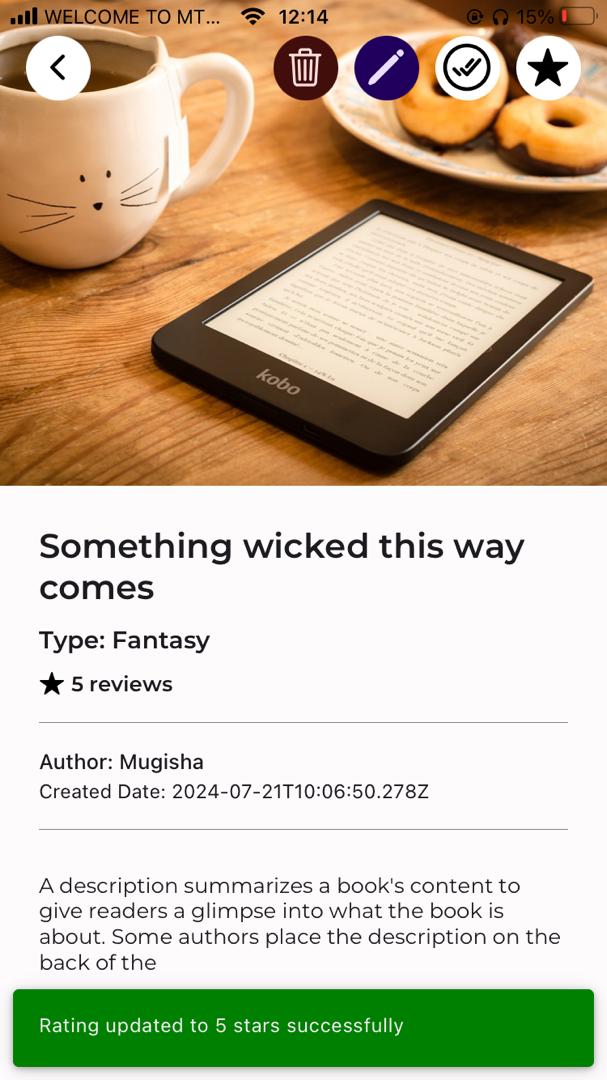 WELCOME TO MT... 12:14 15%
kobo
Something wicked this way
comes
Type: Fantasy
5 reviews
Author: Mugisha
Created Date: 2024-07-21T10:06:50.278Z
A description summarizes a book's content to
give readers a glimpse into what the book is
about. Some authors place the description on the
back of the
Rating updated to 5 stars successfully